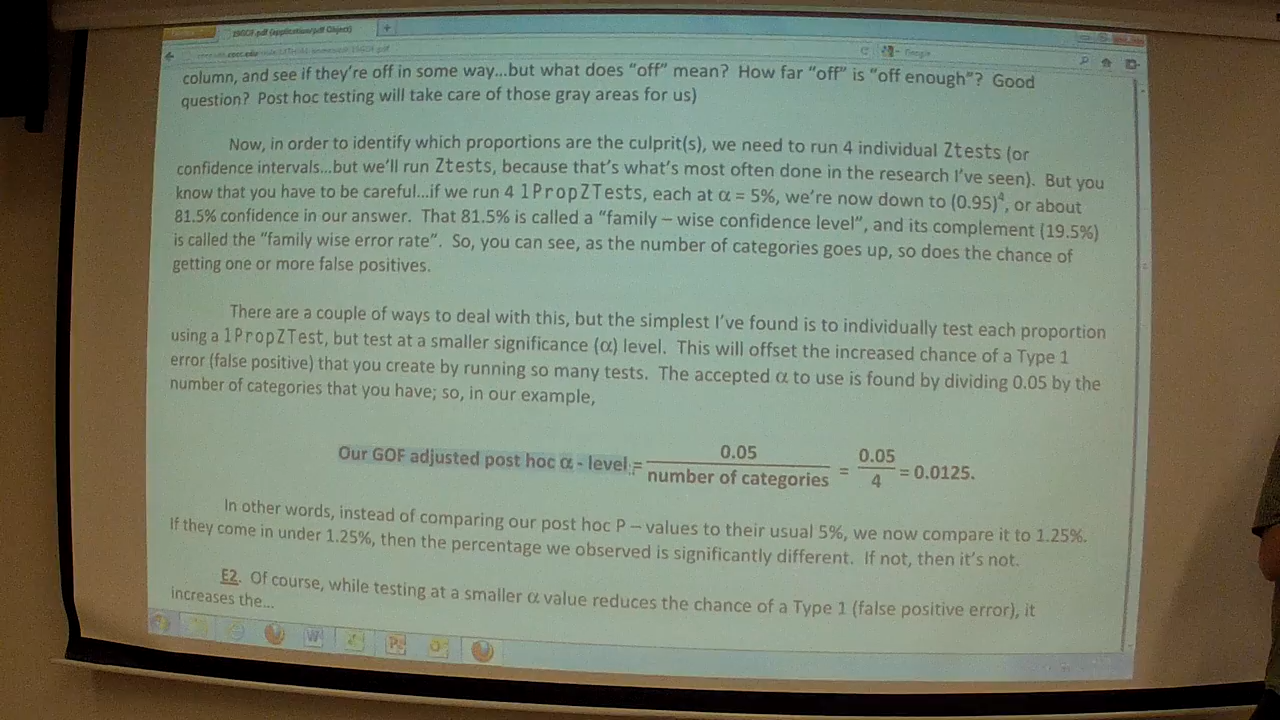 19GOF.pdf (application/pdf Object)
Google
column, and see if they're off in some way...but what does "off" mean? How far "off" is "off enough"? Good
question? Post hoc testing will take care of those gray areas for us)
Now, in order to identify which proportions are the culprit(s), we need to run 4 individual Ztests (or
confidence intervals...but we'll run Ztests, because that's what's most often done in the research I've seen). But you
know that you have to be careful...if we run 4 1PropZTests, each at α = 5%, we're now down to (0.95)⁴, or about
81.5% confidence in our answer. That 81.5% is called a "family – wise confidence level", and its complement (19.5%)
is called the "family wise error rate". So, you can see, as the number of categories goes up, so does the chance of
getting one or more false positives.
There are a couple of ways to deal with this, but the simplest I've found is to individually test each proportion
using a 1PropZTest, but test at a smaller significance (α) level. This will offset the increased chance of a Type 1
error (false positive) that you create by running so many tests. The accepted α to use is found by dividing 0.05 by the
number of categories that you have; so, in our example,
Our GOF adjusted post hoc α - level = 0.05 / number of categories = 0.05 / 4 = 0.0125.
In other words, instead of comparing our post hoc P – values to their usual 5%, we now compare it to 1.25%.
If they come in under 1.25%, then the percentage we observed is significantly different. If not, then it's not.
E2. Of course, while testing at a smaller α value reduces the chance of a Type 1 (false positive error), it
increases the...